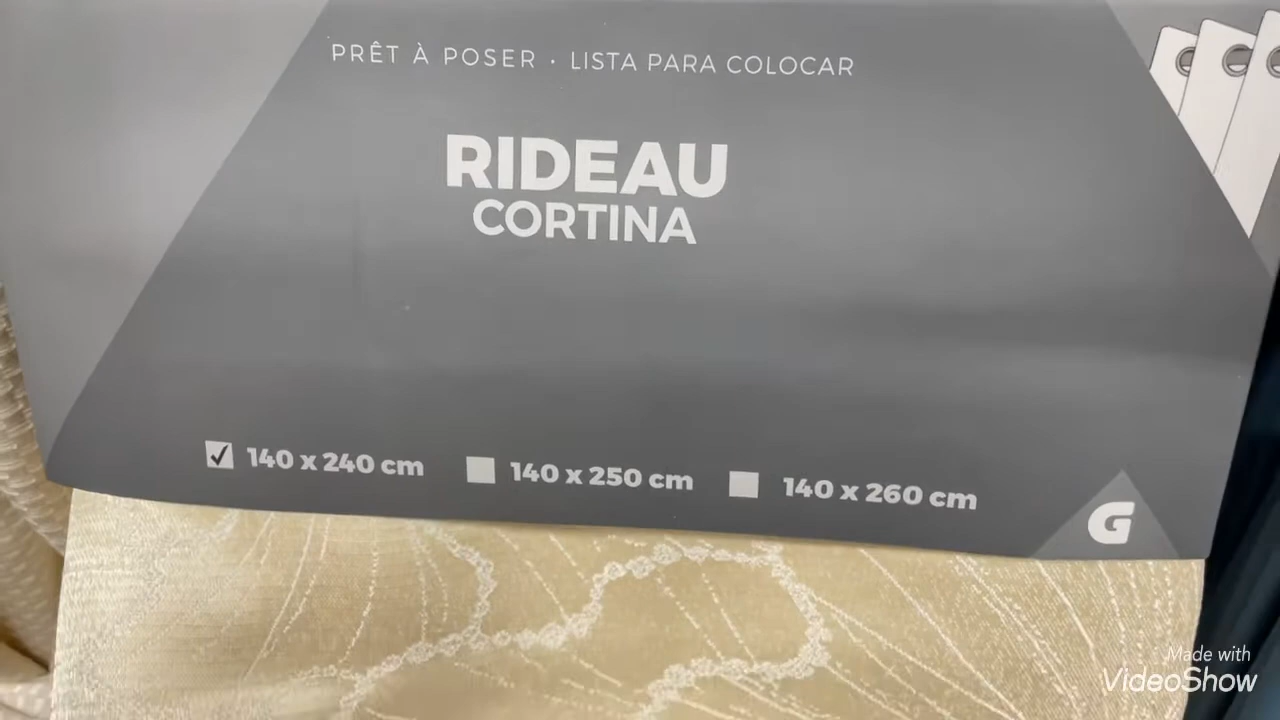 PRÊT À POSER · LISTA PARA COLOCAR
RIDEAU
CORTINA
140 x 240 cm 140 x 250 cm 140 x 260 cm
G
Made with
VideoShow